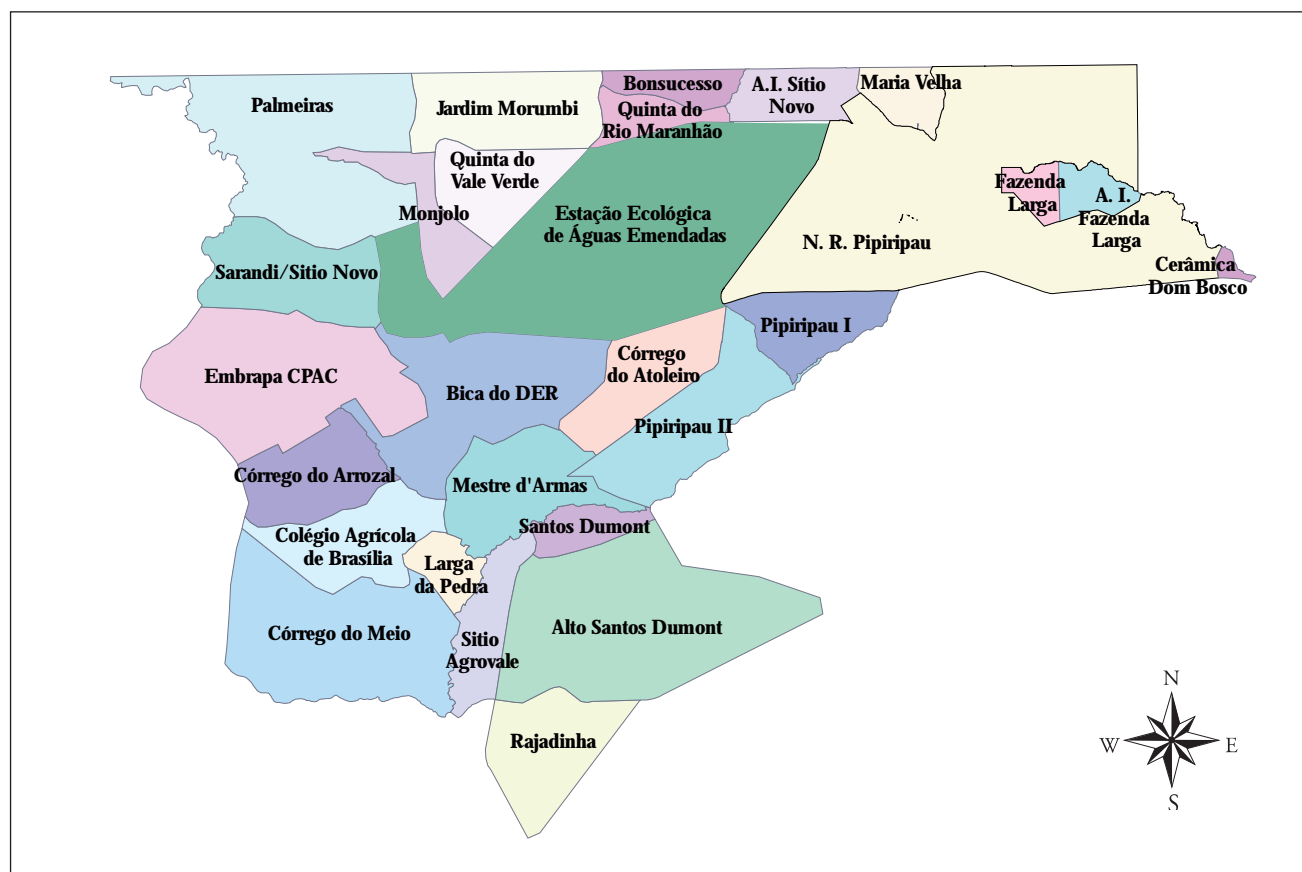 Palmeiras
Jardim Morumbi
Bonsucesso
Quinta do
Rio Maranhão
A.I. Sítio
Novo
Maria Velha
Quinta do
Vale Verde
Monjolo
Estação Ecológica
de Águas Emendadas
N. R. Pipiripau
Fazenda
Larga
A. I.
Fazenda
Larga
Cerâmica
Dom Bosco
Sarandi/Sitio Novo
Pipiripau I
Embrapa CPAC
Bica do DER
Córrego
do Atoleiro
Pipiripau II
Córrego do Arrozal
Mestre d'Armas
Colégio Agrícola
de Brasília
Santos Dumont
Larga
da Pedra
Córrego do Meio
Sitio
Agrovale
Alto Santos Dumont
Rajadinha
N
W
E
S